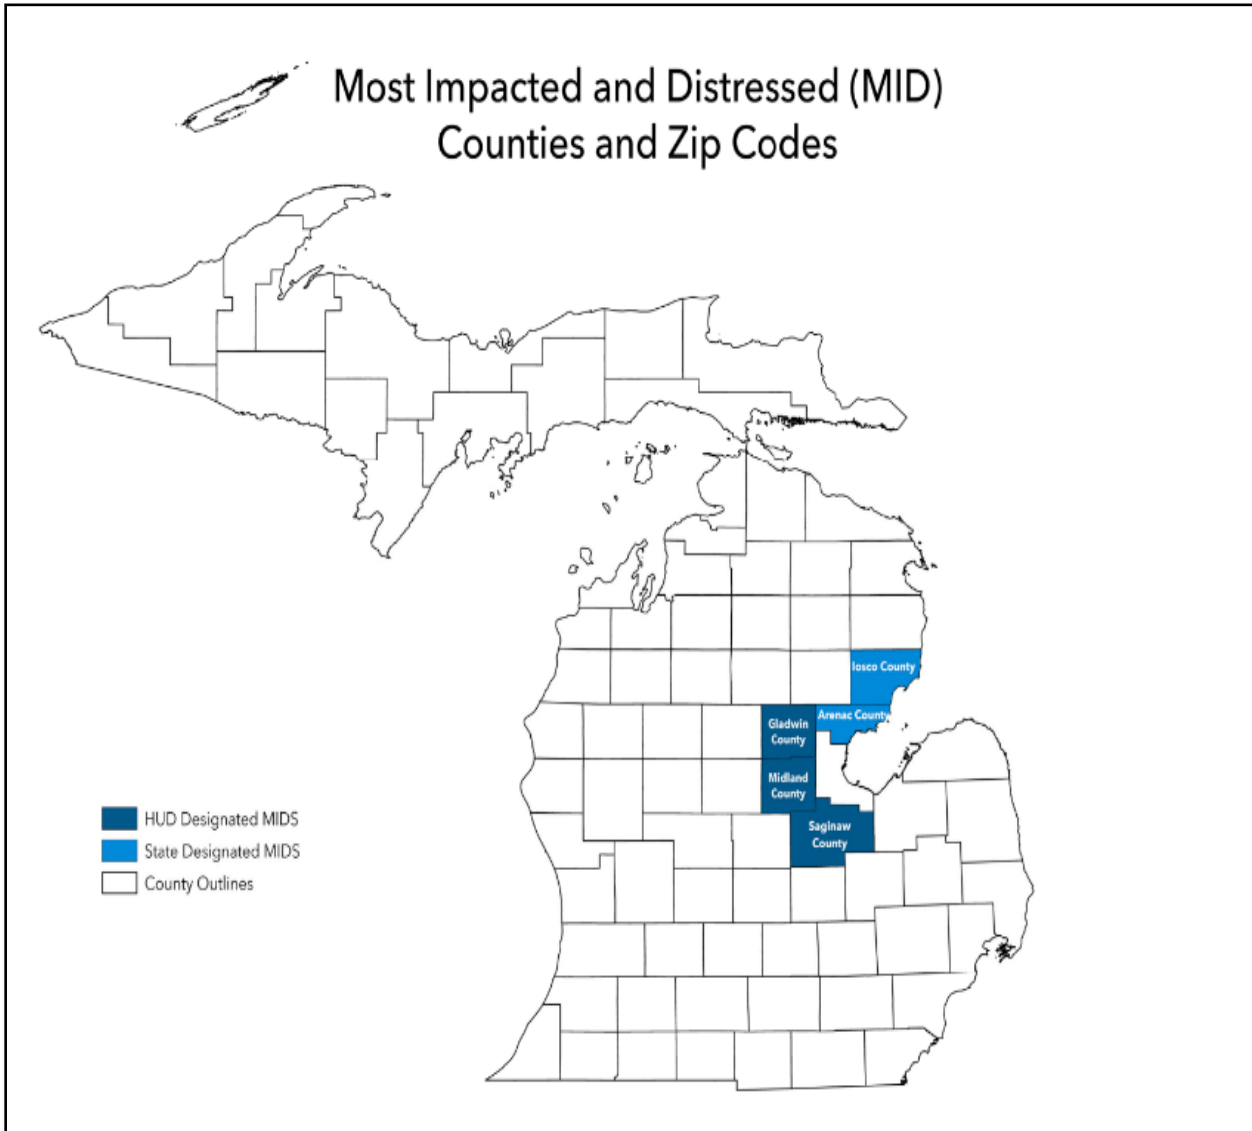 Most Impacted and Distressed (MID)
Counties and Zip Codes
Iosco County
Arenac County
Gladwin
County
Midland
County
Saginaw
County
HUD Designated MIDS
State Designated MIDS
County Outlines